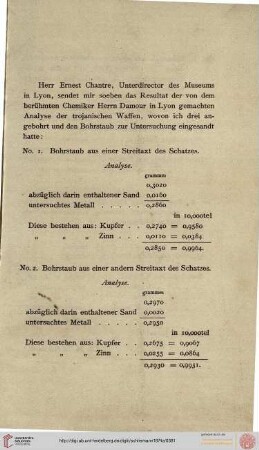 Herr Ernest Chantre, Unterdirector des Museums
in Lyon, sendet mir soeben das Resultat der von dem
berühmten Chemiker Herrn Damour in Lyon gemachten
Analyse der trojanischen Waffen, wovon ich drei an-
gebohrt und den Bohrstaub zur Untersuchung eingesandt
hatte:
No. 1. Bohrstaub aus einer Streitaxt des Schatzes.
Analyse.
grammes
0,3020
abzüglich darin enthaltener Sand 0,0160
untersuchtes Metall . . . . 0,2860
in 10,000tel
Diese bestehen aus: Kupfer . . 0,2740 = 0,9580
„ „ „ Zinn . . . 0,0110 = 0,0384
0,2850 = 0,9964.
No. 2. Bohrstaub aus einer andern Streitaxt des Schatzes.
Analyse.
grammes
0,2970
abzüglich darin enthaltener Sand 0,0020
untersuchtes Metall . . . . 0,2950
in 10,000tel
Diese bestehen aus: Kupfer . . 0,2675 = 0,9067
„ „ „ Zinn . . . 0,0255 = 0,0864
0,2930 = 0,9931.